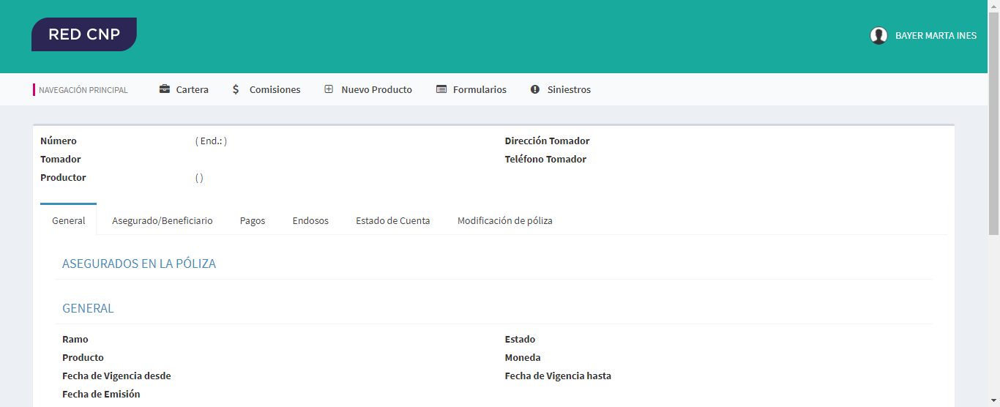 RED CNP
BAYER MARTA INES
NAVEGACIÓN PRINCIPAL Cartera $ Comisiones Nuevo Producto Formularios Siniestros
Número ( End.: ) Dirección Tomador
Tomador Teléfono Tomador
Productor ( )
General Asegurado/Beneficiario Pagos Endosos Estado de Cuenta Modificación de póliza
ASEGURADOS EN LA PÓLIZA
GENERAL
Ramo Estado
Producto Moneda
Fecha de Vigencia desde Fecha de Vigencia hasta
Fecha de Emisión